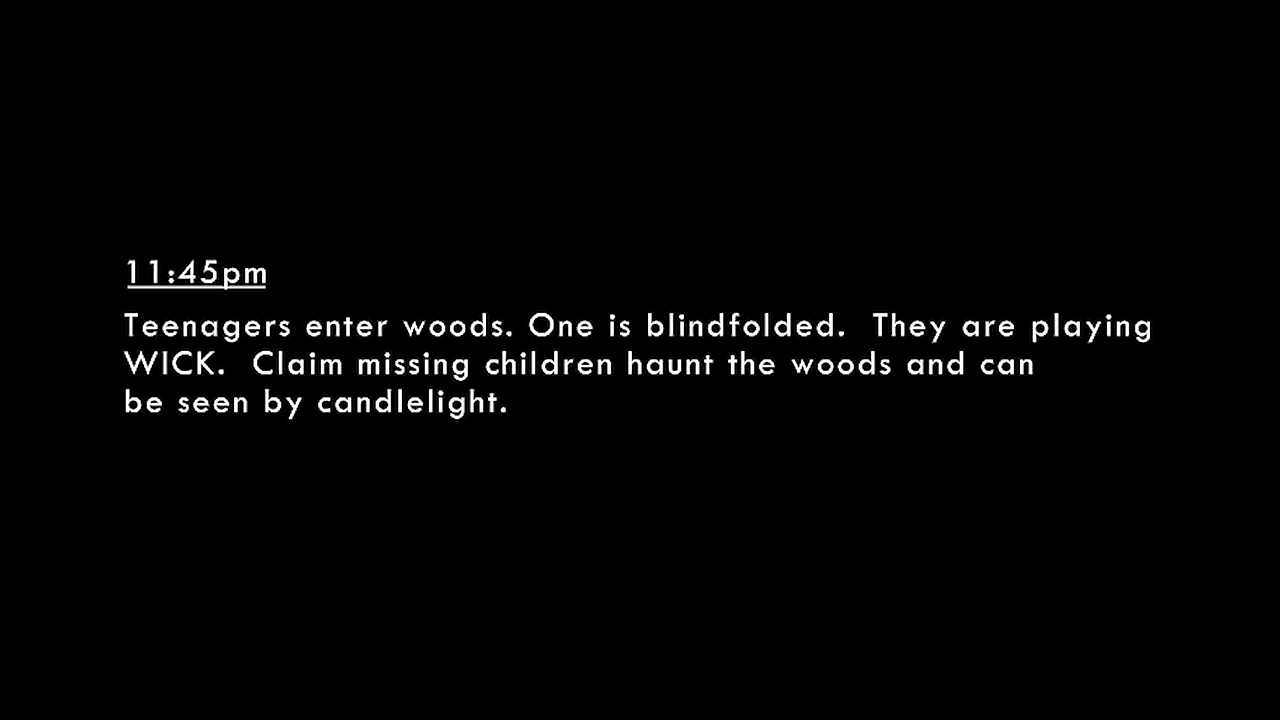 11:45pm
Teenagers enter woods. One is blindfolded.  They are playing
WICK.  Claim missing children haunt the woods and can
be seen by candlelight.